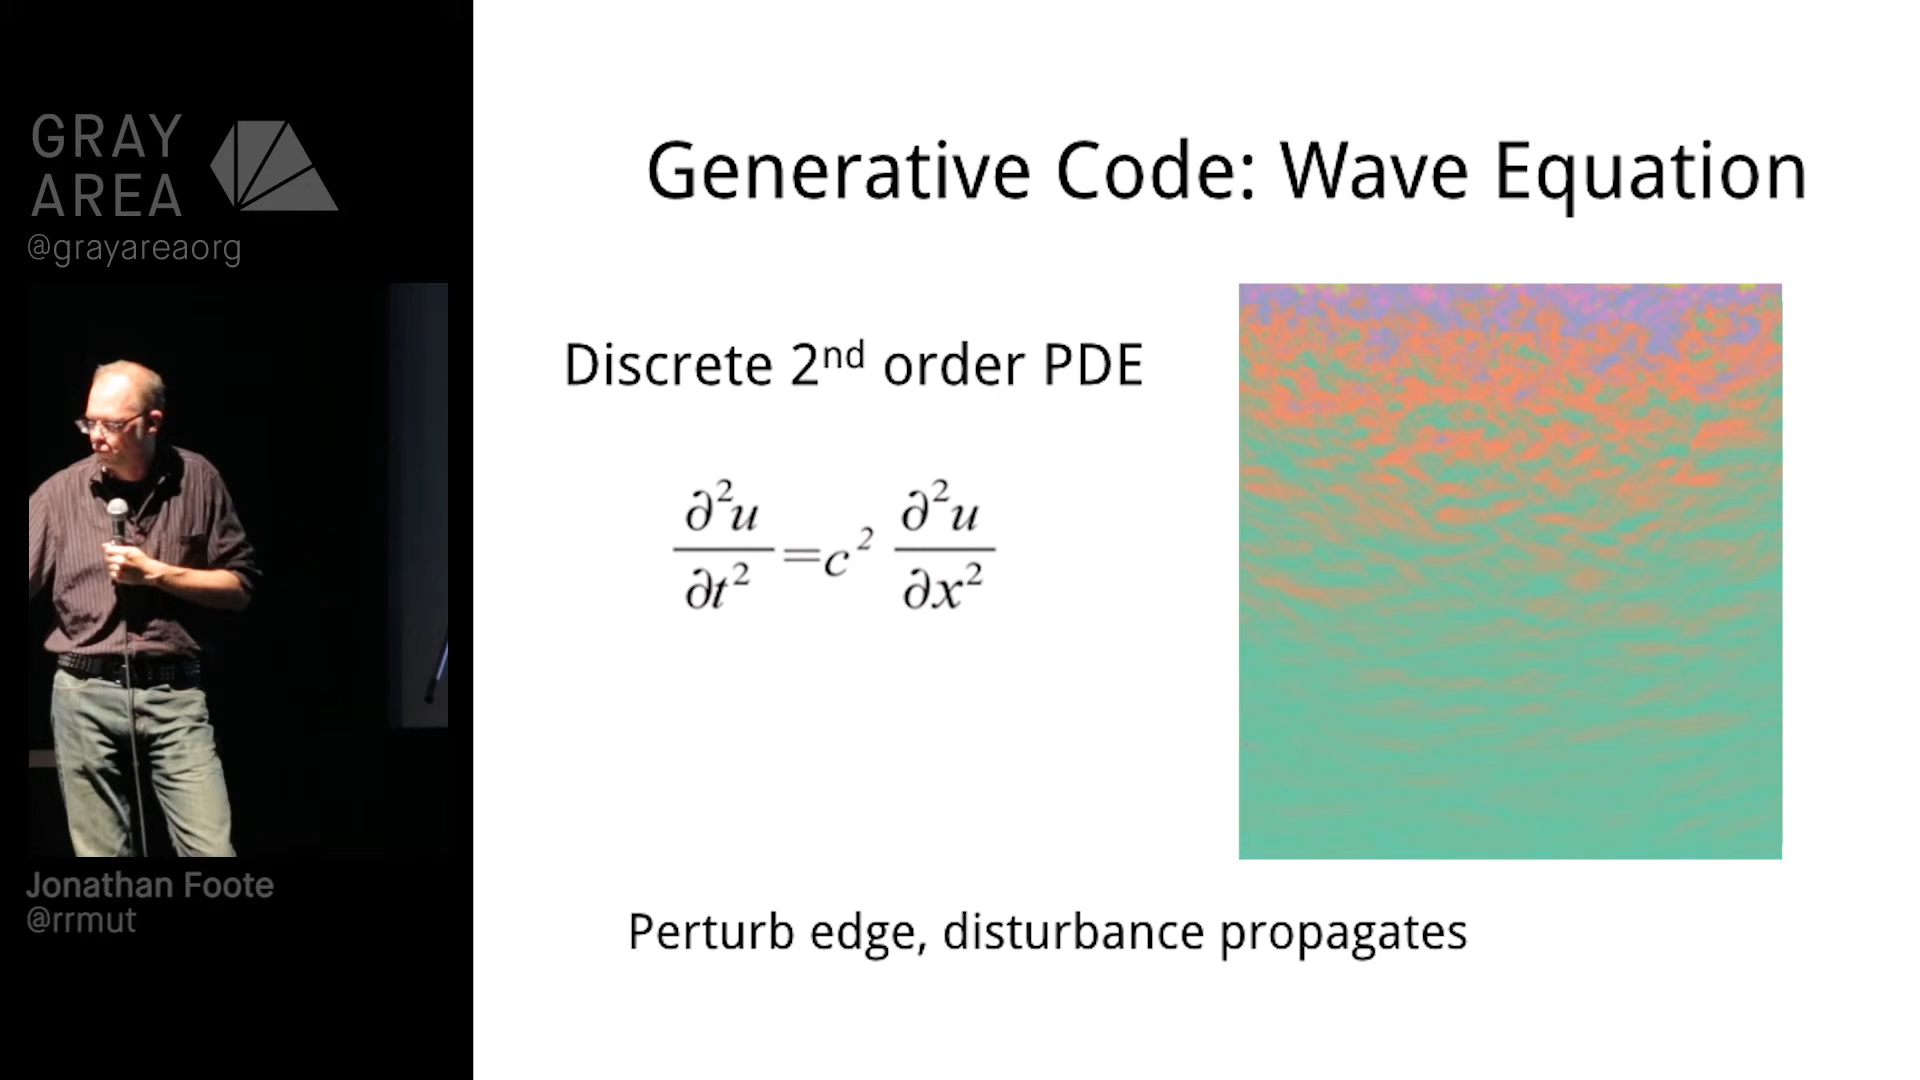 GRAY
AREA
@grayareaorg
Jonathan Foote
@rrmut
Generative Code: Wave Equation
Discrete 2nd order PDE
∂²u/∂t² = c² ∂²u/∂x²
Perturb edge, disturbance propagates